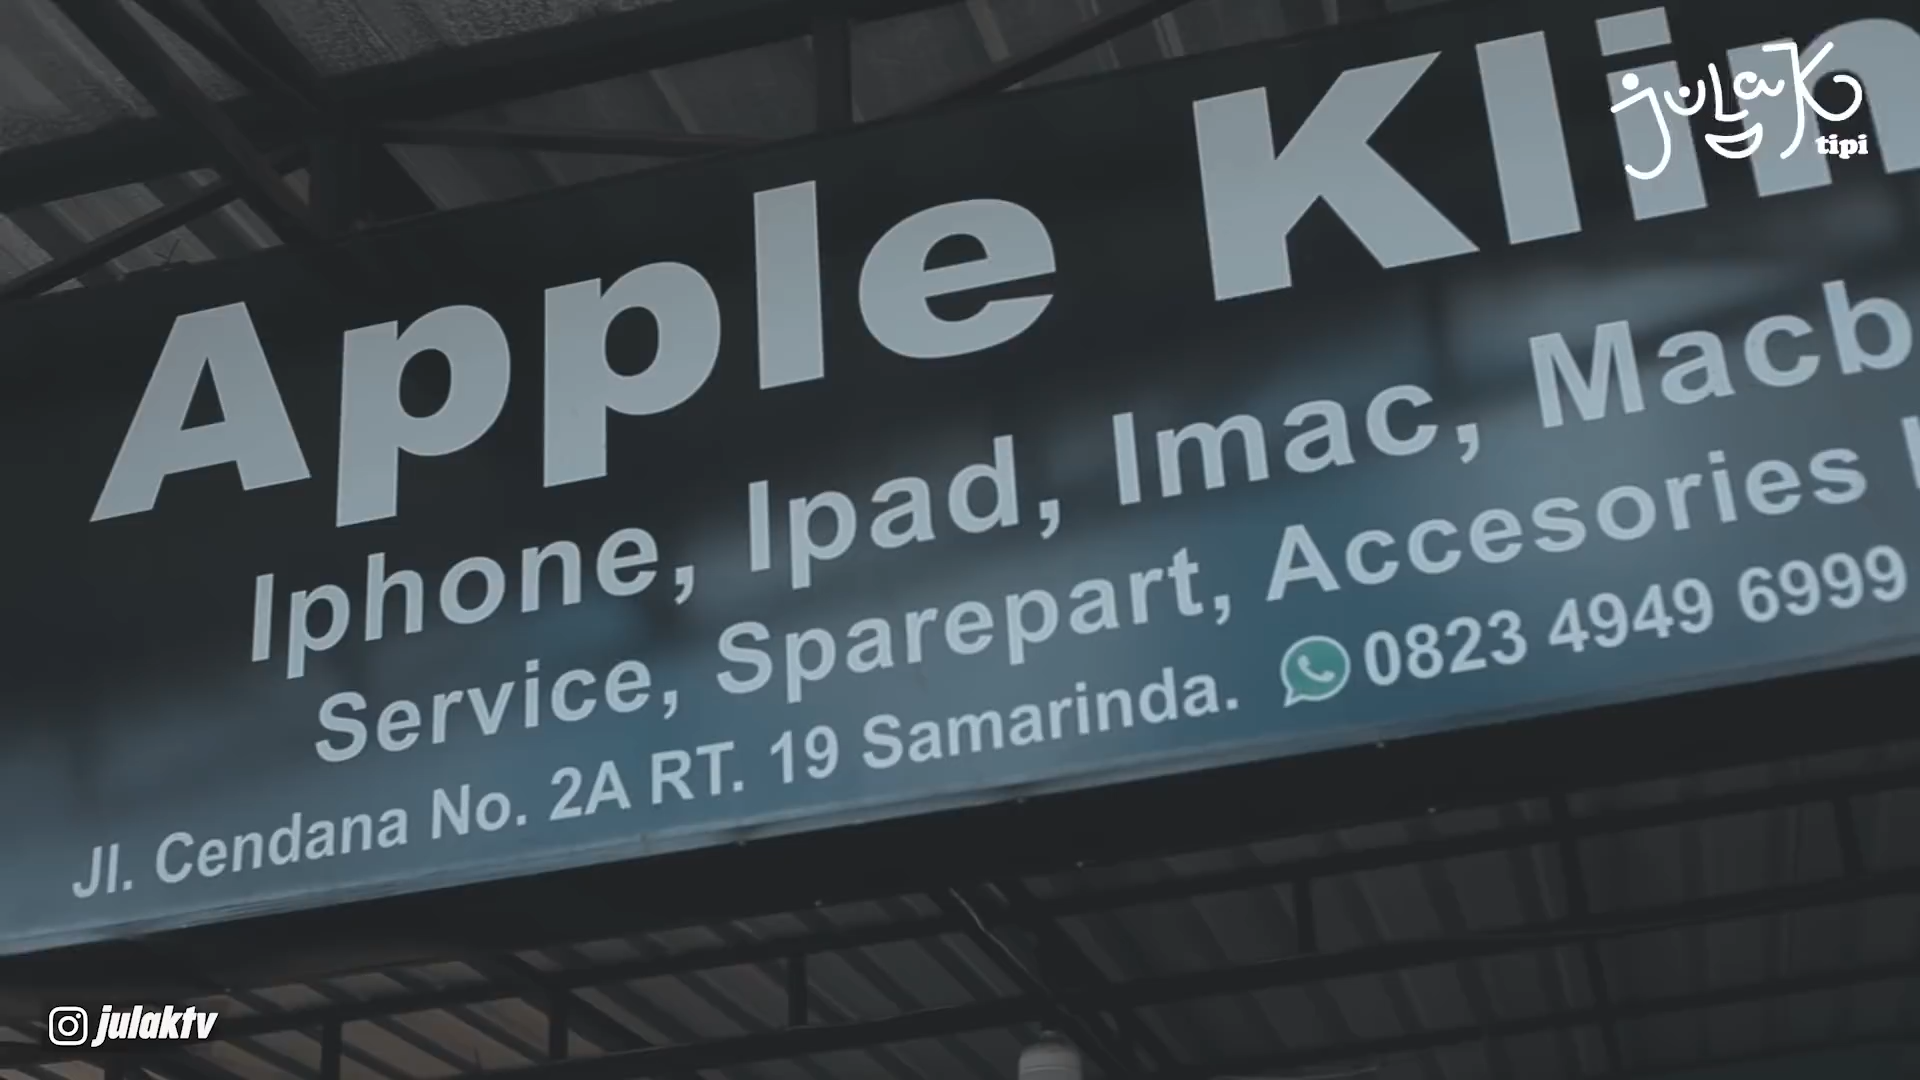 Apple Klin
Iphone, Ipad, Imac, Macb
Service, Sparepart, Accesories
Jl. Cendana No. 2A RT. 19 Samarinda. 0823 4949 6999
julak
tipi
julaktv